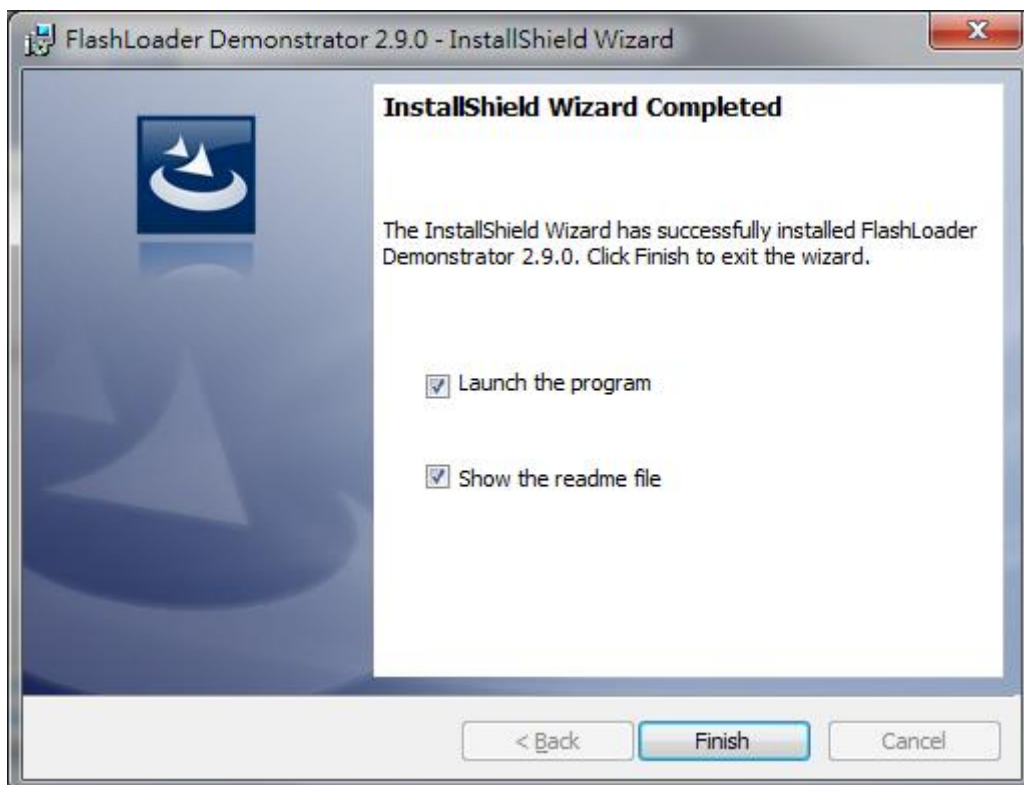 FlashLoader Demonstrator 2.9.0 - InstallShield Wizard
InstallShield Wizard Completed
The InstallShield Wizard has successfully installed FlashLoader
Demonstrator 2.9.0. Click Finish to exit the wizard.
Launch the program
Show the readme file
< Back Finish Cancel